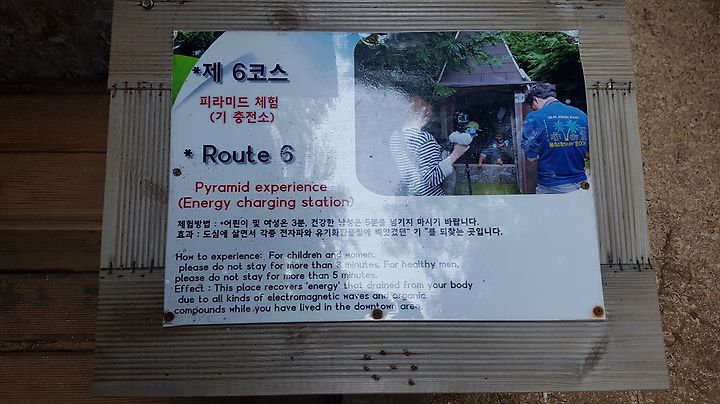 *제 6코스
피라미드 체험
(기 충전소)
* Route 6
Pyramid experience
(Energy charging station)
체험방법 : *어린이 및 여성은 3분, 건강한 남성은 5분을 넘기지 마시기 바랍니다.
효과 : 도심에 살면서 각종 전자파와 유기화합물질에 빼앗겼던" 기 "를 되찾는 곳입니다.
How to experience: For children and women,
please do not stay for more than 3 minutes. For healthy men,
please do not stay for more than 5 minutes.
Effect : This place recovers 'energy' that drained from your body
due to all kinds of electromagnetic waves and organic
compounds while you have lived in the downtown area.